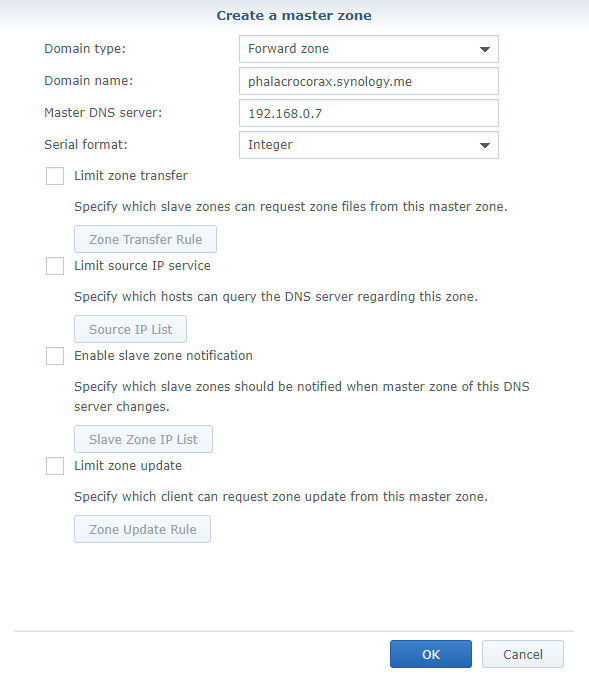 Create a master zone
Domain type: Forward zone
Domain name: phalacrocorax.synology.me
Master DNS server: 192.168.0.7
Serial format: Integer
Limit zone transfer
Specify which slave zones can request zone files from this master zone.
Zone Transfer Rule
Limit source IP service
Specify which hosts can query the DNS server regarding this zone.
Source IP List
Enable slave zone notification
Specify which slave zones should be notified when master zone of this DNS
server changes.
Slave Zone IP List
Limit zone update
Specify which client can request zone update from this master zone.
Zone Update Rule
OK Cancel